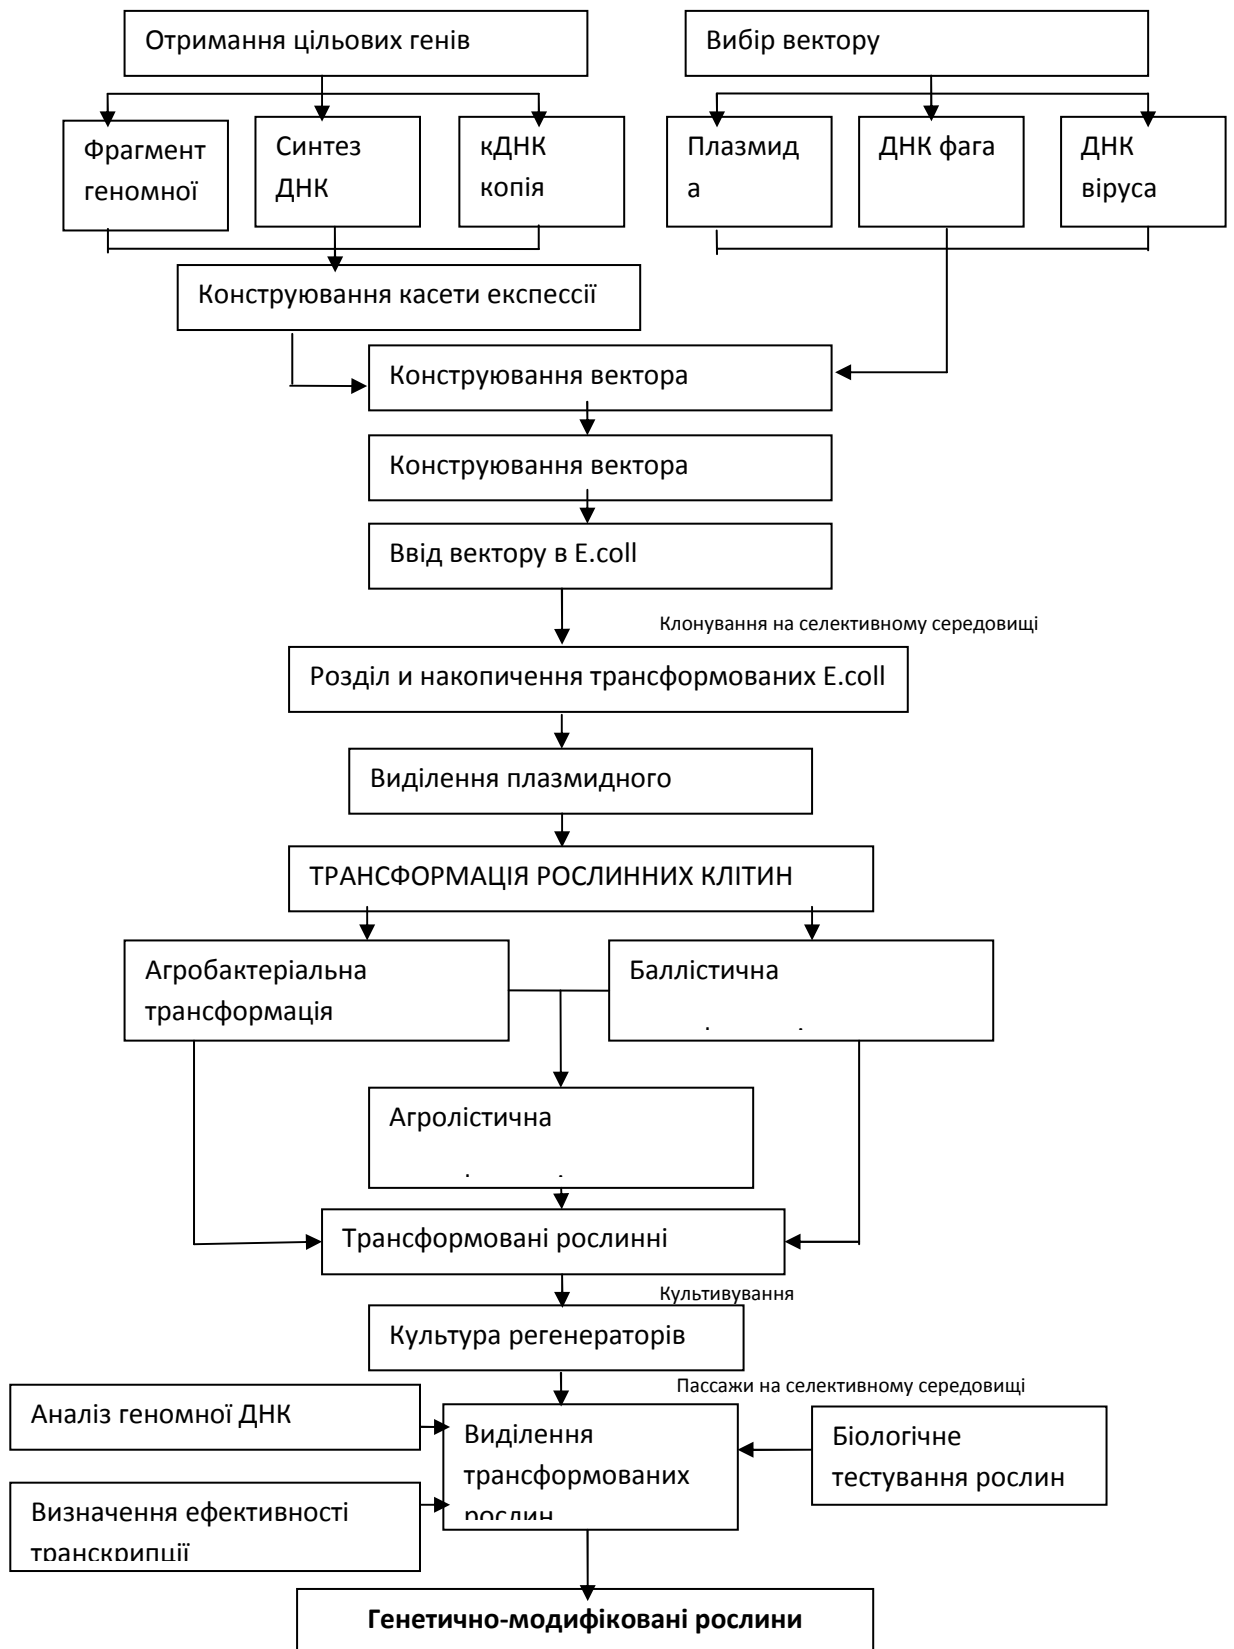 Отримання цільових генів
Вибір вектору
Фрагмент
геномної
Синтез
ДНК
кДНК
копія
Плазмид
а
ДНК фага
ДНК
віруса
Конструювання касети експессії
Конструювання вектора
Конструювання вектора
Ввід вектору в E.coll
Клонування на селективному середовищі
Розділ и накопичення трансформованих E.coll
Виділення плазмидного
ТРАНСФОРМАЦІЯ РОСЛИННИХ КЛІТИН
Агробактеріальна
трансформація
Баллістична
Агролістична
Трансформовані рослинні
Культивування
Культура регенераторів
Пассажи на селективному середовищі
Аналіз геномної ДНК
Виділення
трансформованих
рослин
Біологічне
тестування рослин
Визначення ефективності
транскрипції
Генетично-модифіковані рослини